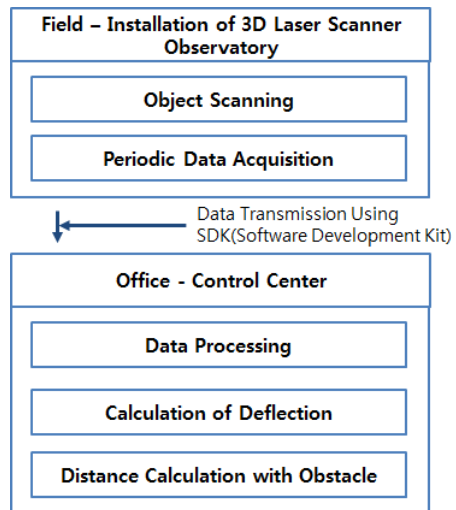 Field – Installation of 3D Laser Scanner
Observatory
Object Scanning
Periodic Data Acquisition
Data Transmission Using
SDK(Software Development Kit)
Office - Control Center
Data Processing
Calculation of Deflection
Distance Calculation with Obstacle